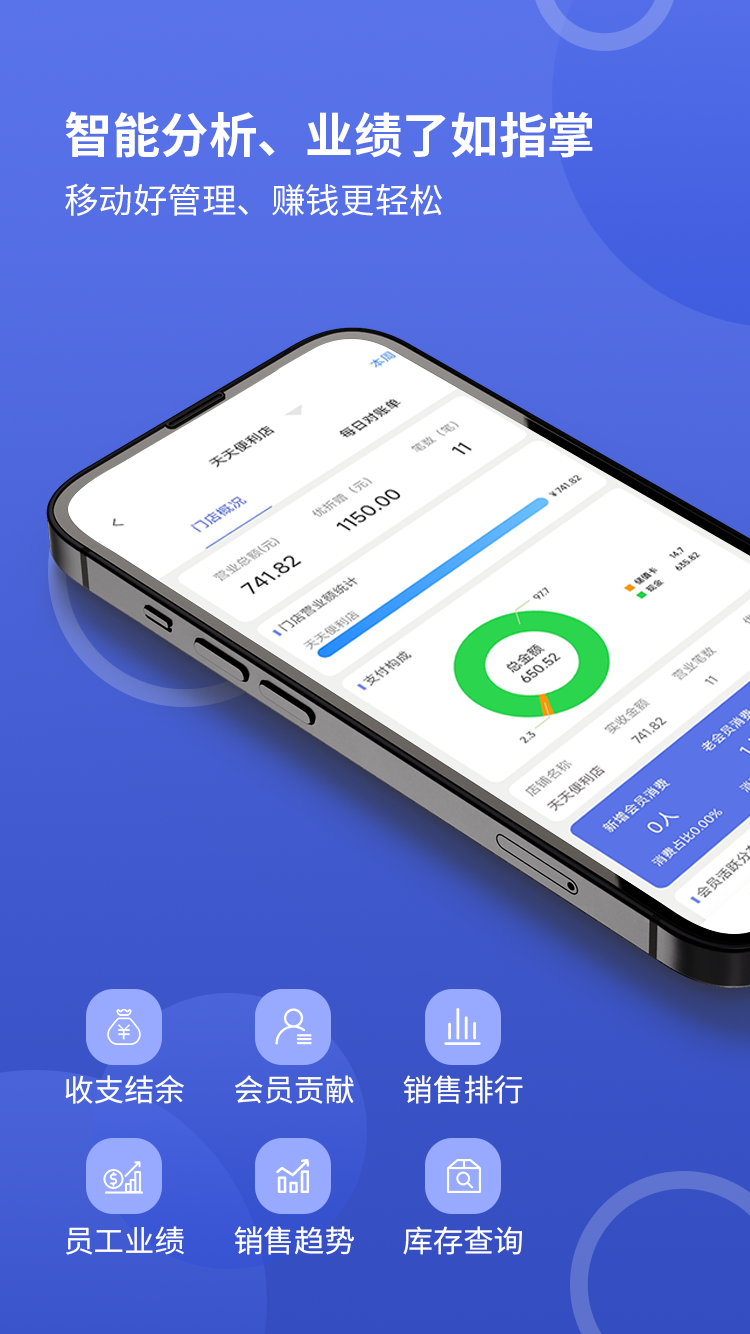 智能分析、业绩了如指掌
移动好管理、赚钱更轻松
本周
天天便利店
门店概况
每日对账单
营业总额(元)
优折赠（元）
笔数（笔）
741.82
1150.00
11
门店营业额统计
天天便利店
¥741.82
支付构成
97.7
总金额
650.52
2.3
储值卡 14.7
现金 635.82
店铺名称
实收金额
营业笔数
天天便利店
741.82
11
新增会员消费
0人
消费占比0.00%
老会员消费
会员活跃分
收支结余
会员贡献
销售排行
员工业绩
销售趋势
库存查询